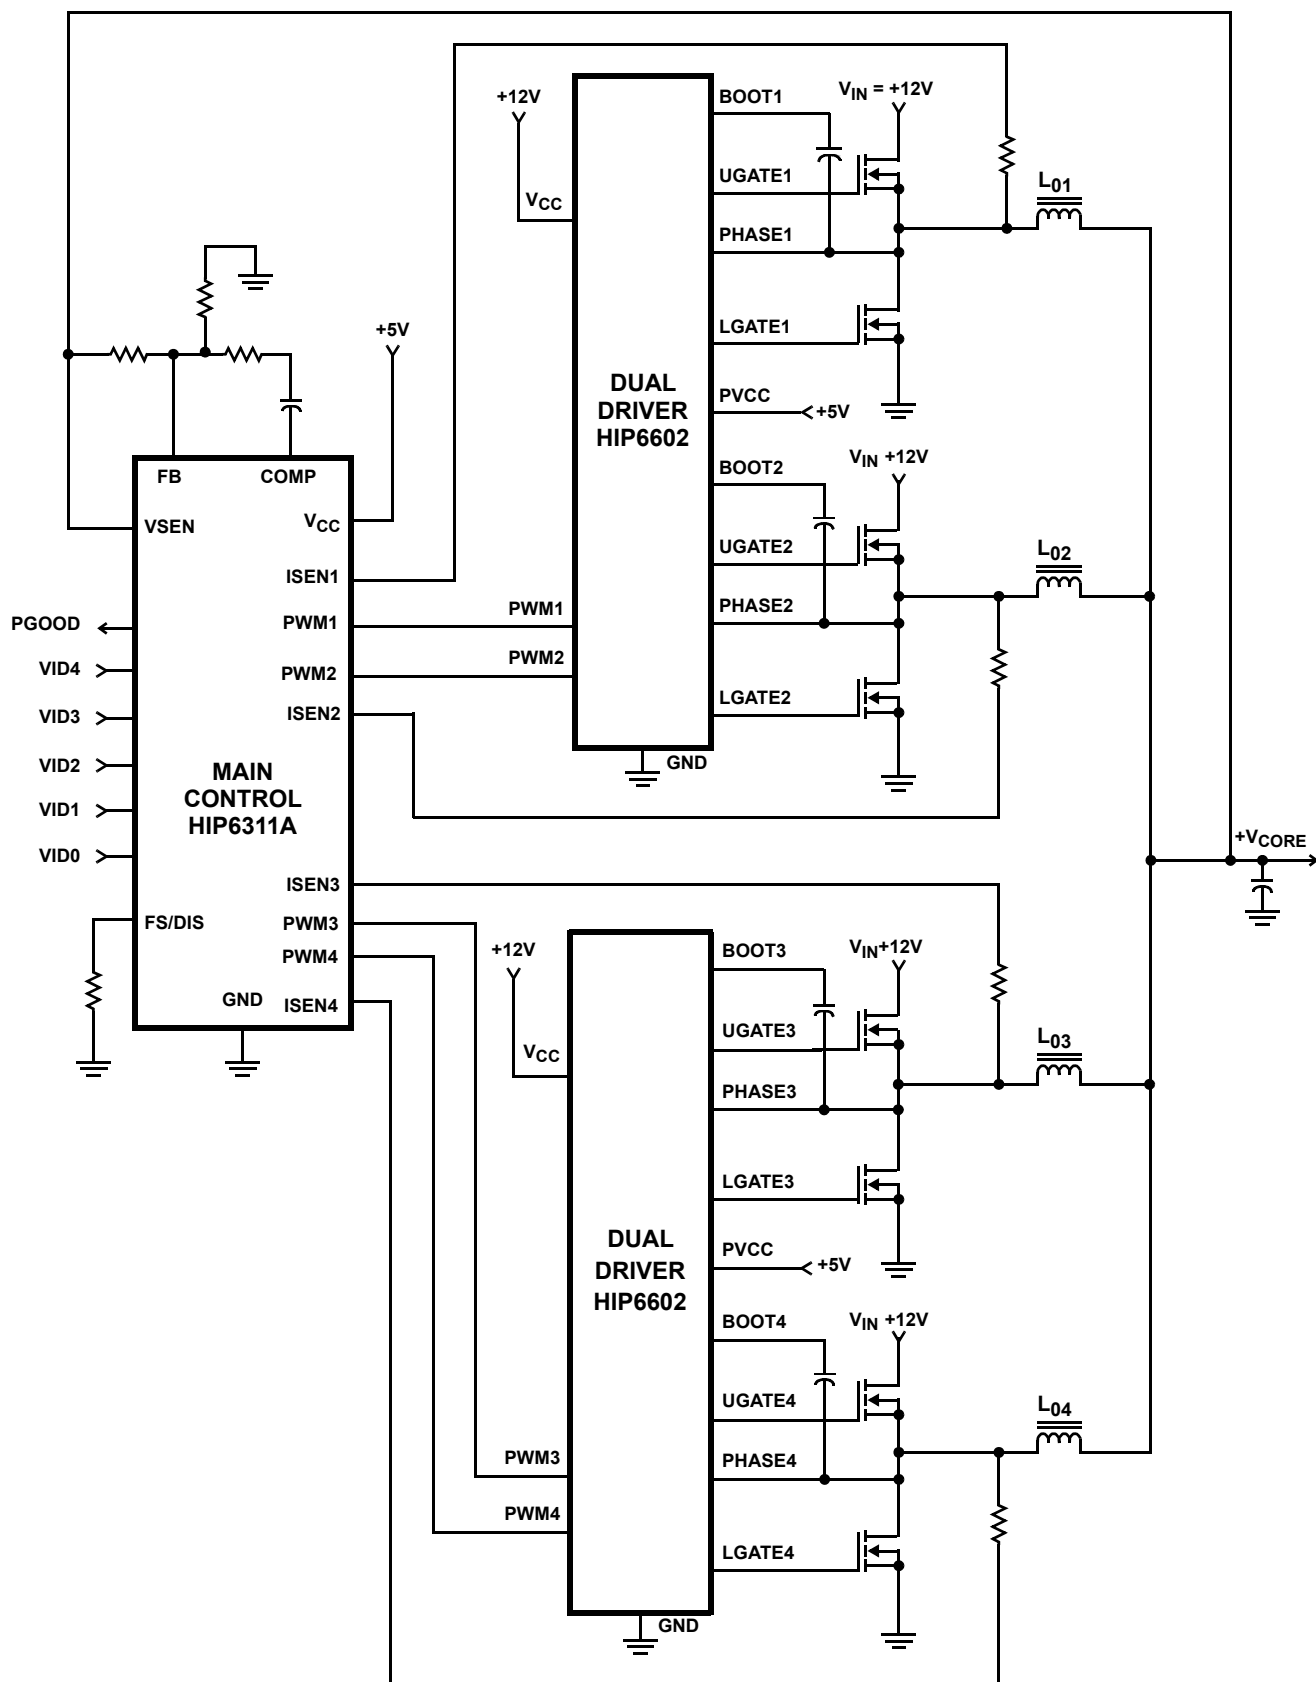 +12V
BOOT1
VIN = +12V
UGATE1
VCC
L01
PHASE1
+5V
LGATE1
DUAL
DRIVER
HIP6602
PVCC
+5V
BOOT2
VIN +12V
FB
COMP
VSEN
VCC
UGATE2
L02
ISEN1
PHASE2
PGOOD
PWM1
PWM1
VID4
PWM2
PWM2
VID3
ISEN2
LGATE2
VID2
GND
MAIN
CONTROL
HIP6311A
VID1
VID0
+VCORE
ISEN3
FS/DIS
PWM3
PWM4
+12V
BOOT3
VIN+12V
GND
ISEN4
UGATE3
VCC
L03
PHASE3
LGATE3
DUAL
DRIVER
HIP6602
PVCC
+5V
BOOT4
VIN +12V
UGATE4
L04
PWM3
PHASE4
PWM4
LGATE4
GND